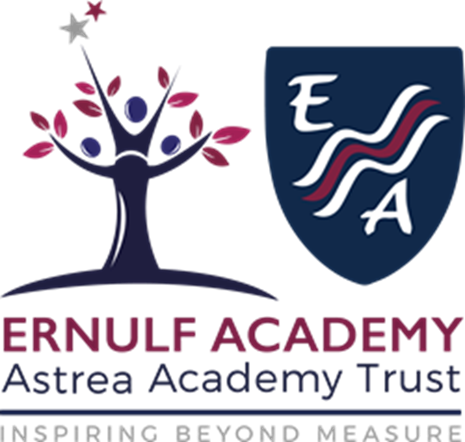 E
A
ERNULF ACADEMY
Astrea Academy Trust
INSPIRING BEYOND MEASURE